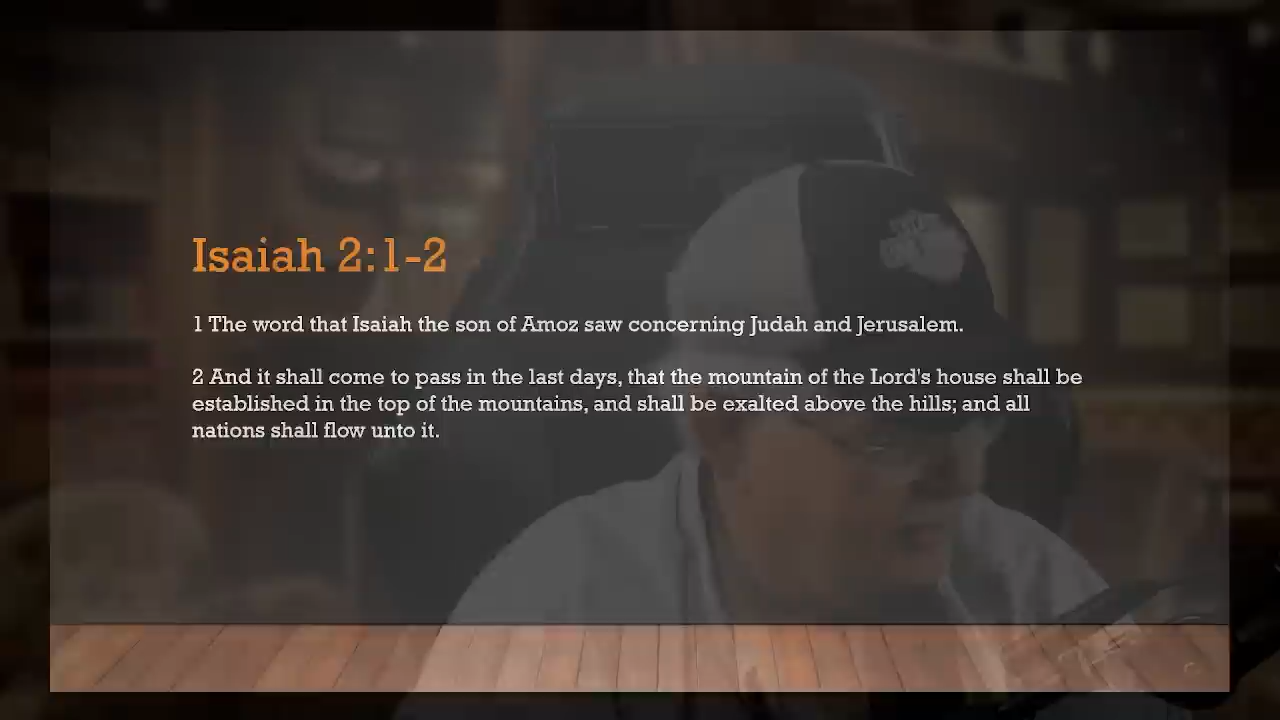 Isaiah 2:1-2
1 The word that Isaiah the son of Amoz saw concerning Judah and Jerusalem.
2 And it shall come to pass in the last days, that the mountain of the Lord's house shall be
established in the top of the mountains, and shall be exalted above the hills; and all
nations shall flow unto it.